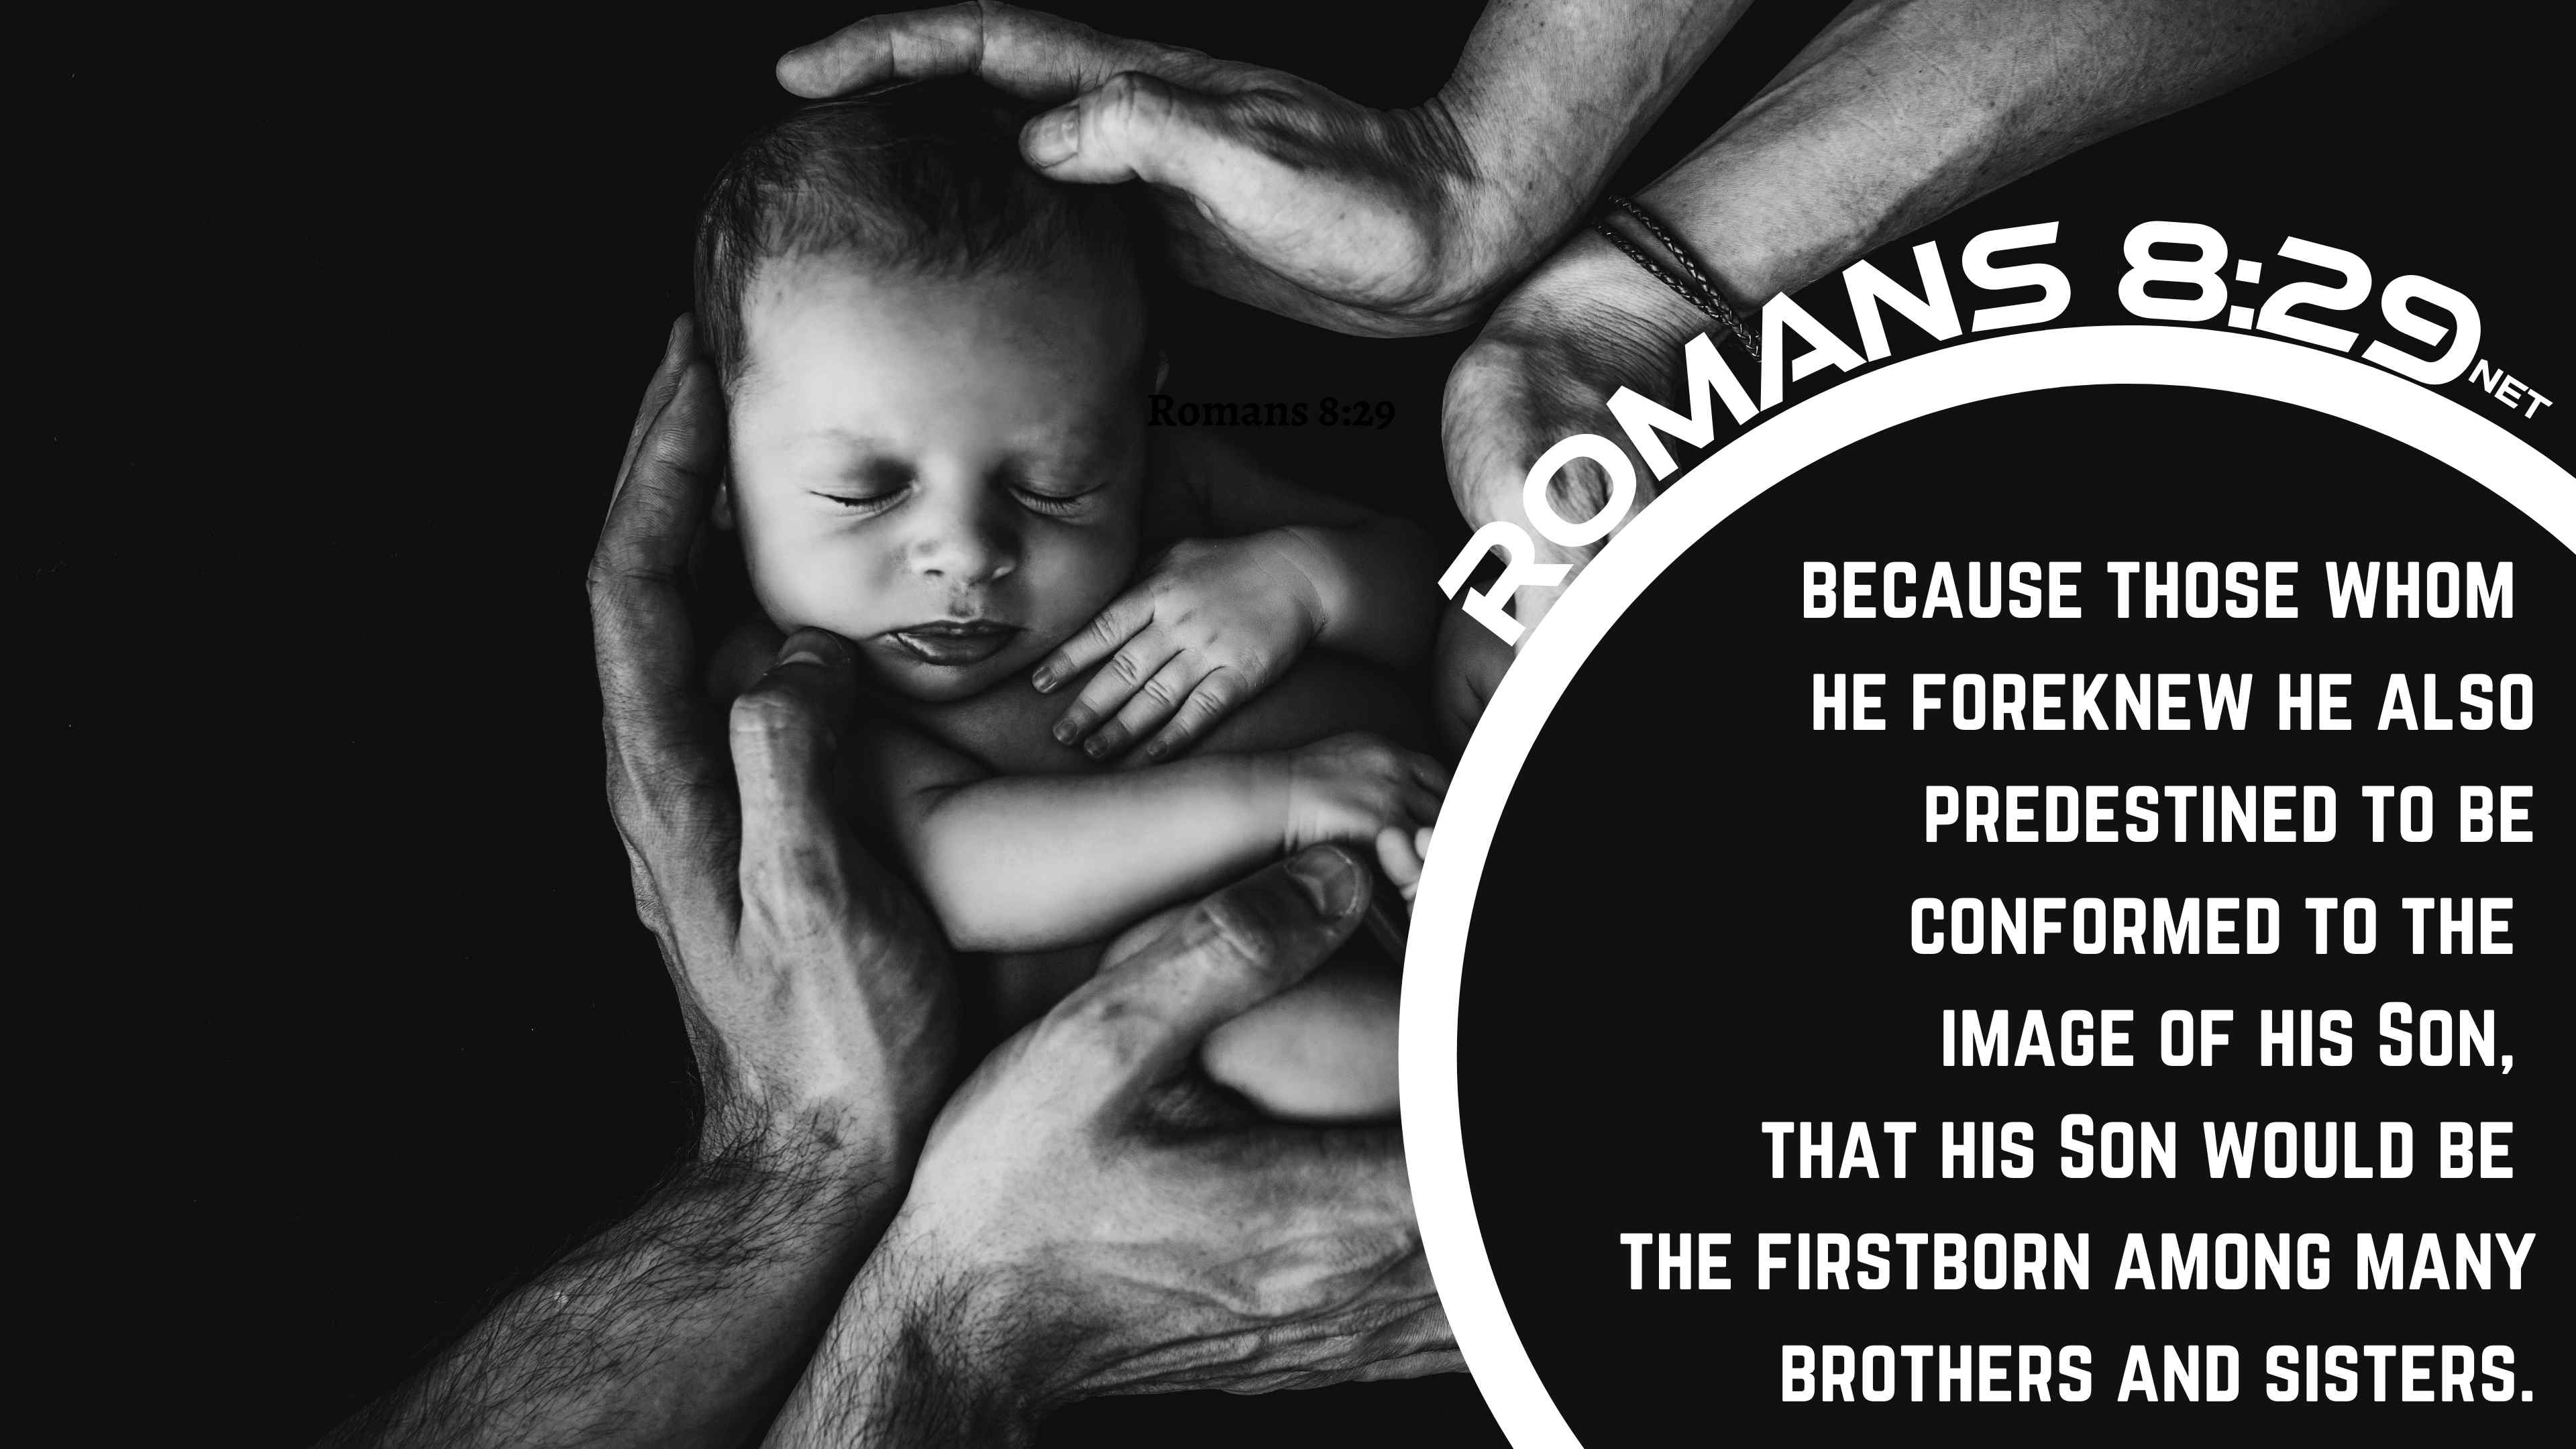 Romans 8:29
ROMANS 8:29 NET
BECAUSE THOSE WHOM
HE FOREKNEW HE ALSO
PREDESTINED TO BE
CONFORMED TO THE
IMAGE OF HIS SON,
THAT HIS SON WOULD BE
THE FIRSTBORN AMONG MANY
BROTHERS AND SISTERS.